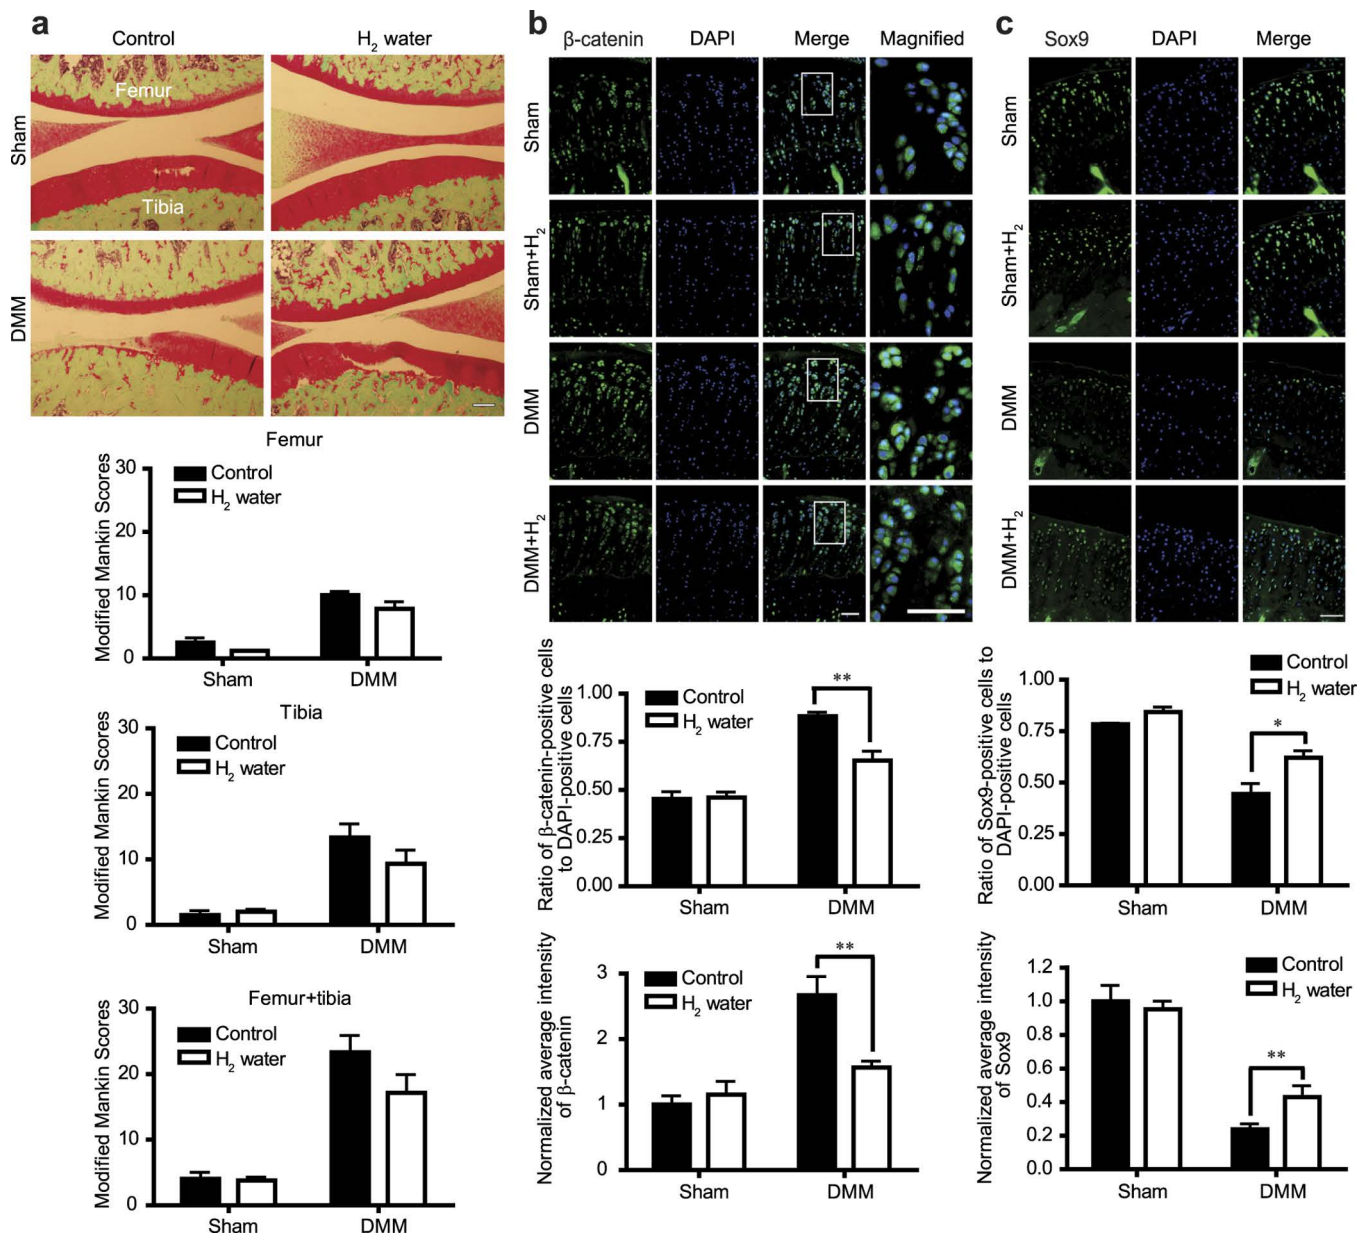 a
Control
H2 water
Sham
Femur
Tibia
DMM
Femur
Modified Mankin Scores
30
20
10
0
Control
H2 water
Sham
DMM
Tibia
Modified Mankin Scores
30
20
10
0
Control
H2 water
Sham
DMM
Femur+tibia
Modified Mankin Scores
30
20
10
0
Control
H2 water
Sham
DMM
b
β-catenin
DAPI
Merge
Magnified
Sham
Sham+H2
DMM
DMM+H2
Ratio of β-catenin-positive cells
to DAPI-positive cells
1.00
0.75
0.50
0.25
0.00
Control
H2 water
**
Sham
DMM
Normalized average intensity
of β-catenin
3
2
1
0
Control
H2 water
**
Sham
DMM
c
Sox9
DAPI
Merge
Sham
Sham+H2
DMM
DMM+H2
Ratio of Sox9-positive cells to
DAPI-positive cells
1.00
0.75
0.50
0.25
0.00
Control
H2 water
*
Sham
DMM
Normalized average intensity
of Sox9
1.2
1.0
0.8
0.6
0.4
0.2
0.0
Control
H2 water
**
Sham
DMM